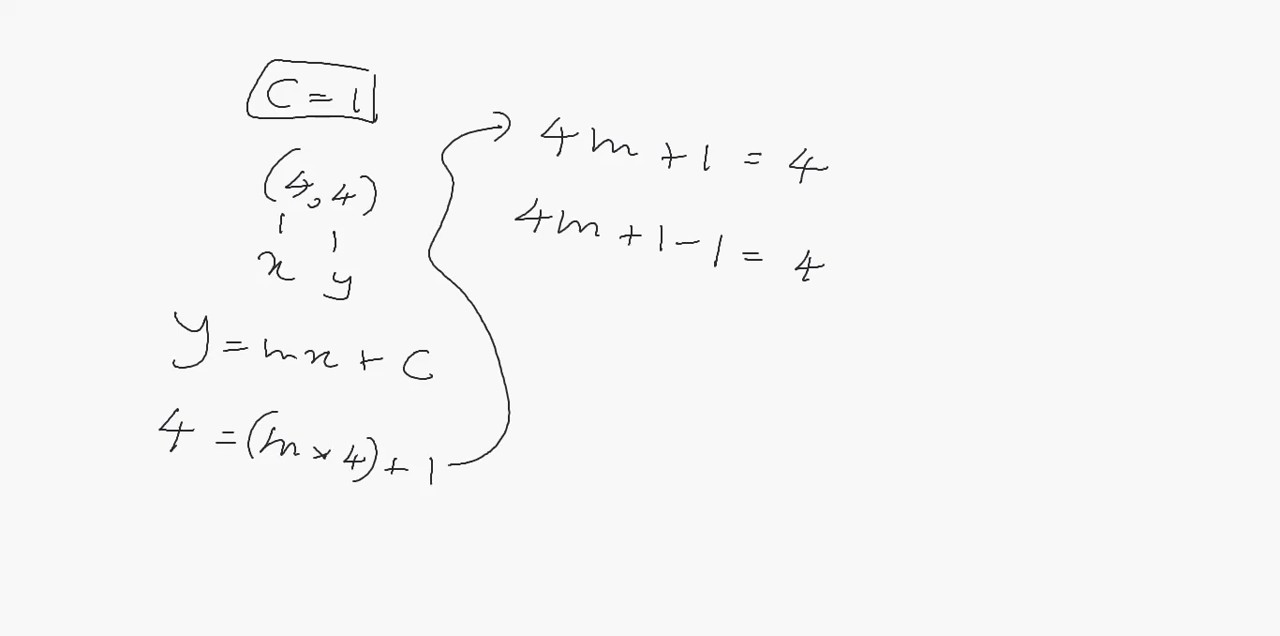 C = 1
(4, 4)
x y
y = mx + C
4 = (m × 4) + 1
4m + 1 = 4
4m + 1 - 1 = 4